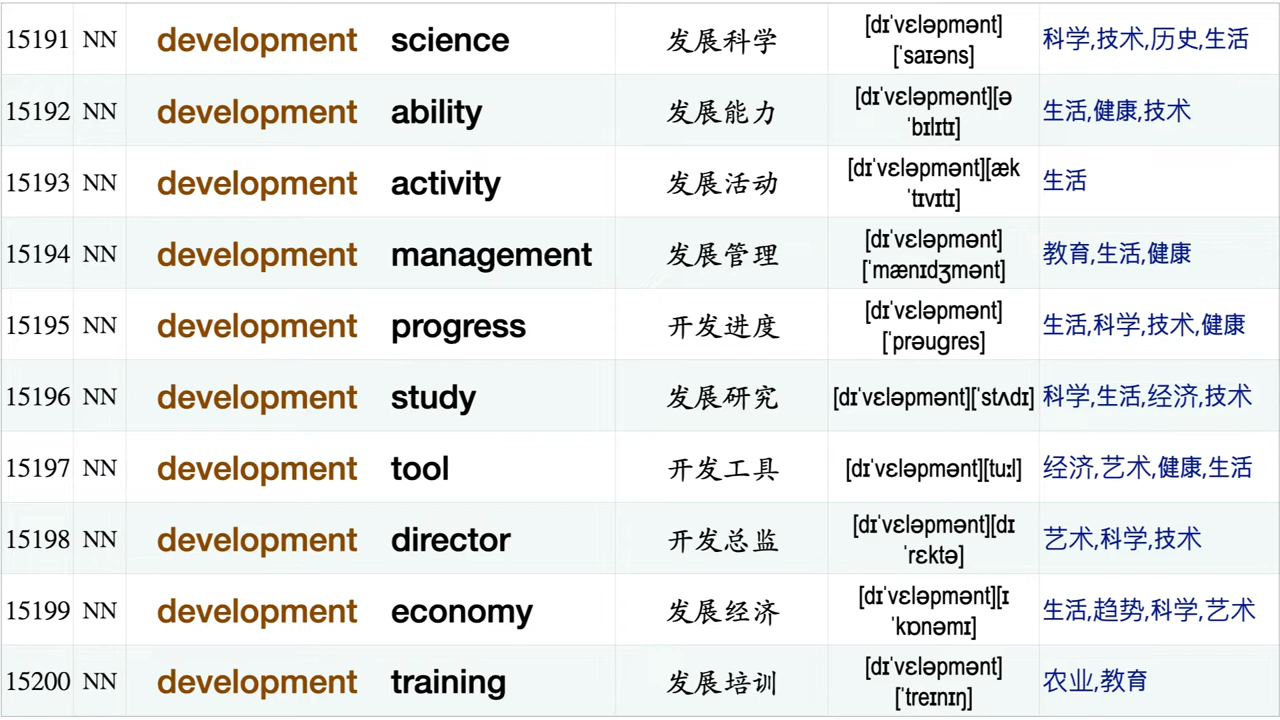 15191 NN development science 发展科学 [dɪˈvɛləpmənt][ˈsaɪəns] 科学,技术,历史,生活
15192 NN development ability 发展能力 [dɪˈvɛləpmənt][əˈbɪlɪtɪ] 生活,健康,技术
15193 NN development activity 发展活动 [dɪˈvɛləpmənt][ækˈtɪvɪtɪ] 生活
15194 NN development management 发展管理 [dɪˈvɛləpmənt][ˈmænɪdʒmənt] 教育,生活,健康
15195 NN development progress 开发进度 [dɪˈvɛləpmənt][ˈprəuɡres] 生活,科学,技术,健康
15196 NN development study 发展研究 [dɪˈvɛləpmənt][ˈstʌdɪ] 科学,生活,经济,技术
15197 NN development tool 开发工具 [dɪˈvɛləpmənt][tuːl] 经济,艺术,健康,生活
15198 NN development director 开发总监 [dɪˈvɛləpmənt][dɪˈrɛktə] 艺术,科学,技术
15199 NN development economy 发展经济 [dɪˈvɛləpmənt][ɪˈkɒnəmɪ] 生活,趋势,科学,艺术
15200 NN development training 发展培训 [dɪˈvɛləpmənt][ˈtreɪnɪŋ] 农业,教育